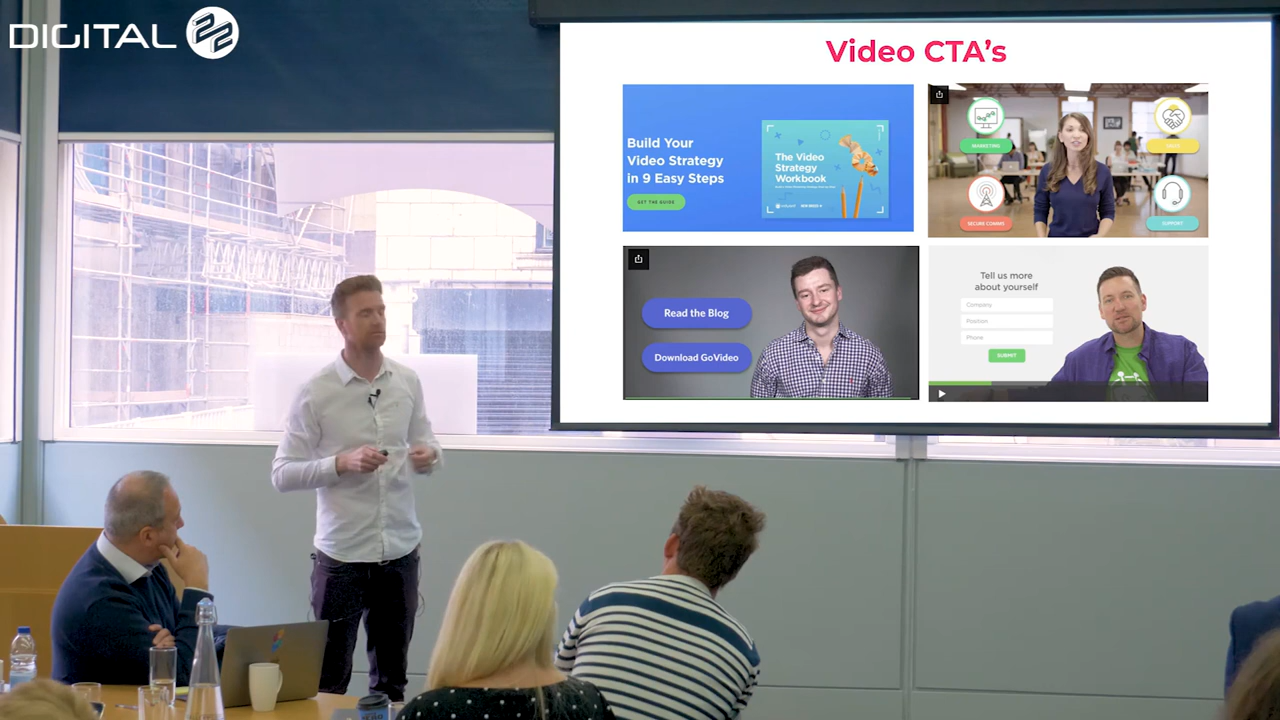 DIGITAL 22
Video CTA's
Build Your
Video Strategy
in 9 Easy Steps
GET THE GUIDE
The Video
Strategy
Workbook
MARKETING
SALES
SECURE COMMS
SUPPORT
Read the Blog
Download GoVideo
Tell us more
about yourself
Company
Position
Phone
SUBMIT